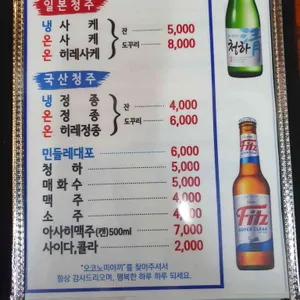 일본청주
냉 사 케
온 사 케
온 히레사케
잔 5,000
도꾸리 8,000
국산청주
냉 정 종
온 정 종
온 히레정종
잔 4,000
도꾸리 6,000
민들레대포 6,000
청 하 5,000
매 화 수 5,000
맥 주 4,000
소 주 4,000
아사히맥주(캔)500ml 7,000
사이다,콜라 2,000
"오코노미야끼"를 찾아주셔서
항상 감사드리오며, 행복한 하루 하루 되세요.
청하
Fitz
SUPER CLEAR